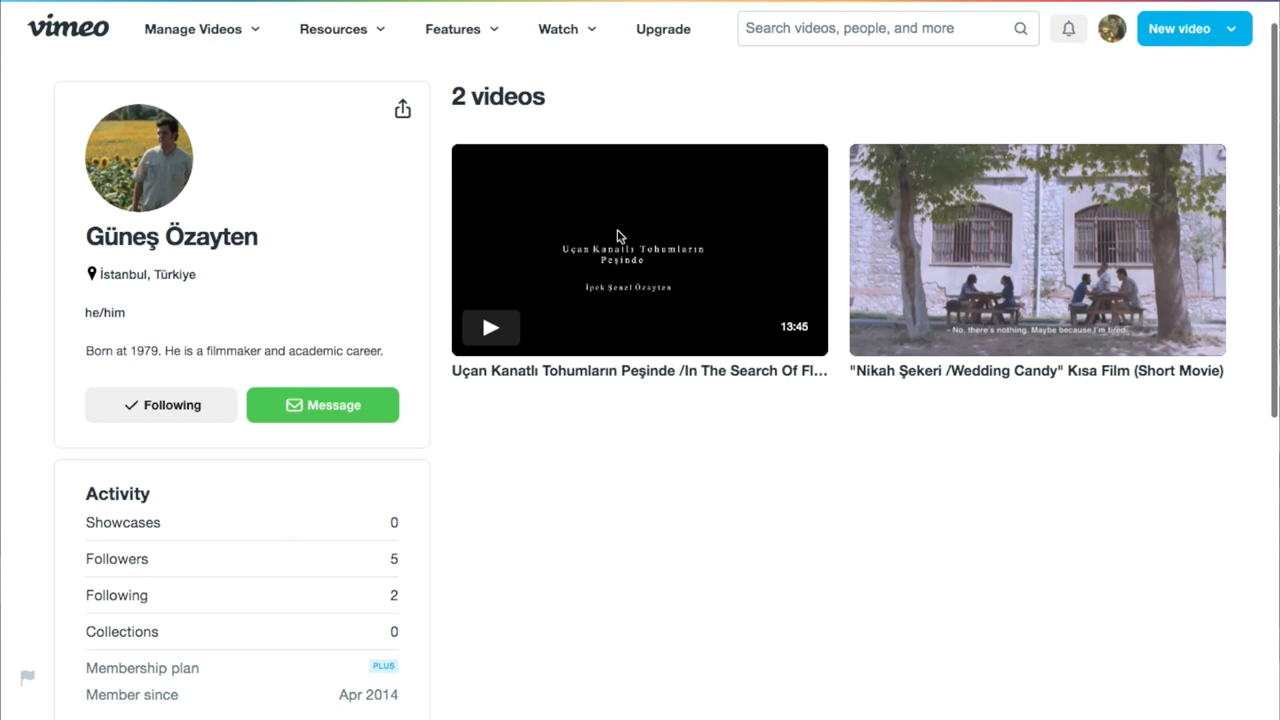 vimeo
Manage Videos
Resources
Features
Watch
Upgrade
Search videos, people, and more
New video
Güneş Özayten
İstanbul, Türkiye
he/him
Born at 1979. He is a filmmaker and academic career.
Following
Message
Activity
Showcases 0
Followers 5
Following 2
Collections 0
Membership plan PLUS
Member since Apr 2014
2 videos
Uçan Kanatlı Tohumların
Peşinde
İpek Şenel Özayten
13:45
Uçan Kanatlı Tohumların Peşinde /In The Search Of Fl...
- No, there's nothing. Maybe because I'm tired.
"Nikah Şekeri /Wedding Candy" Kısa Film (Short Movie)